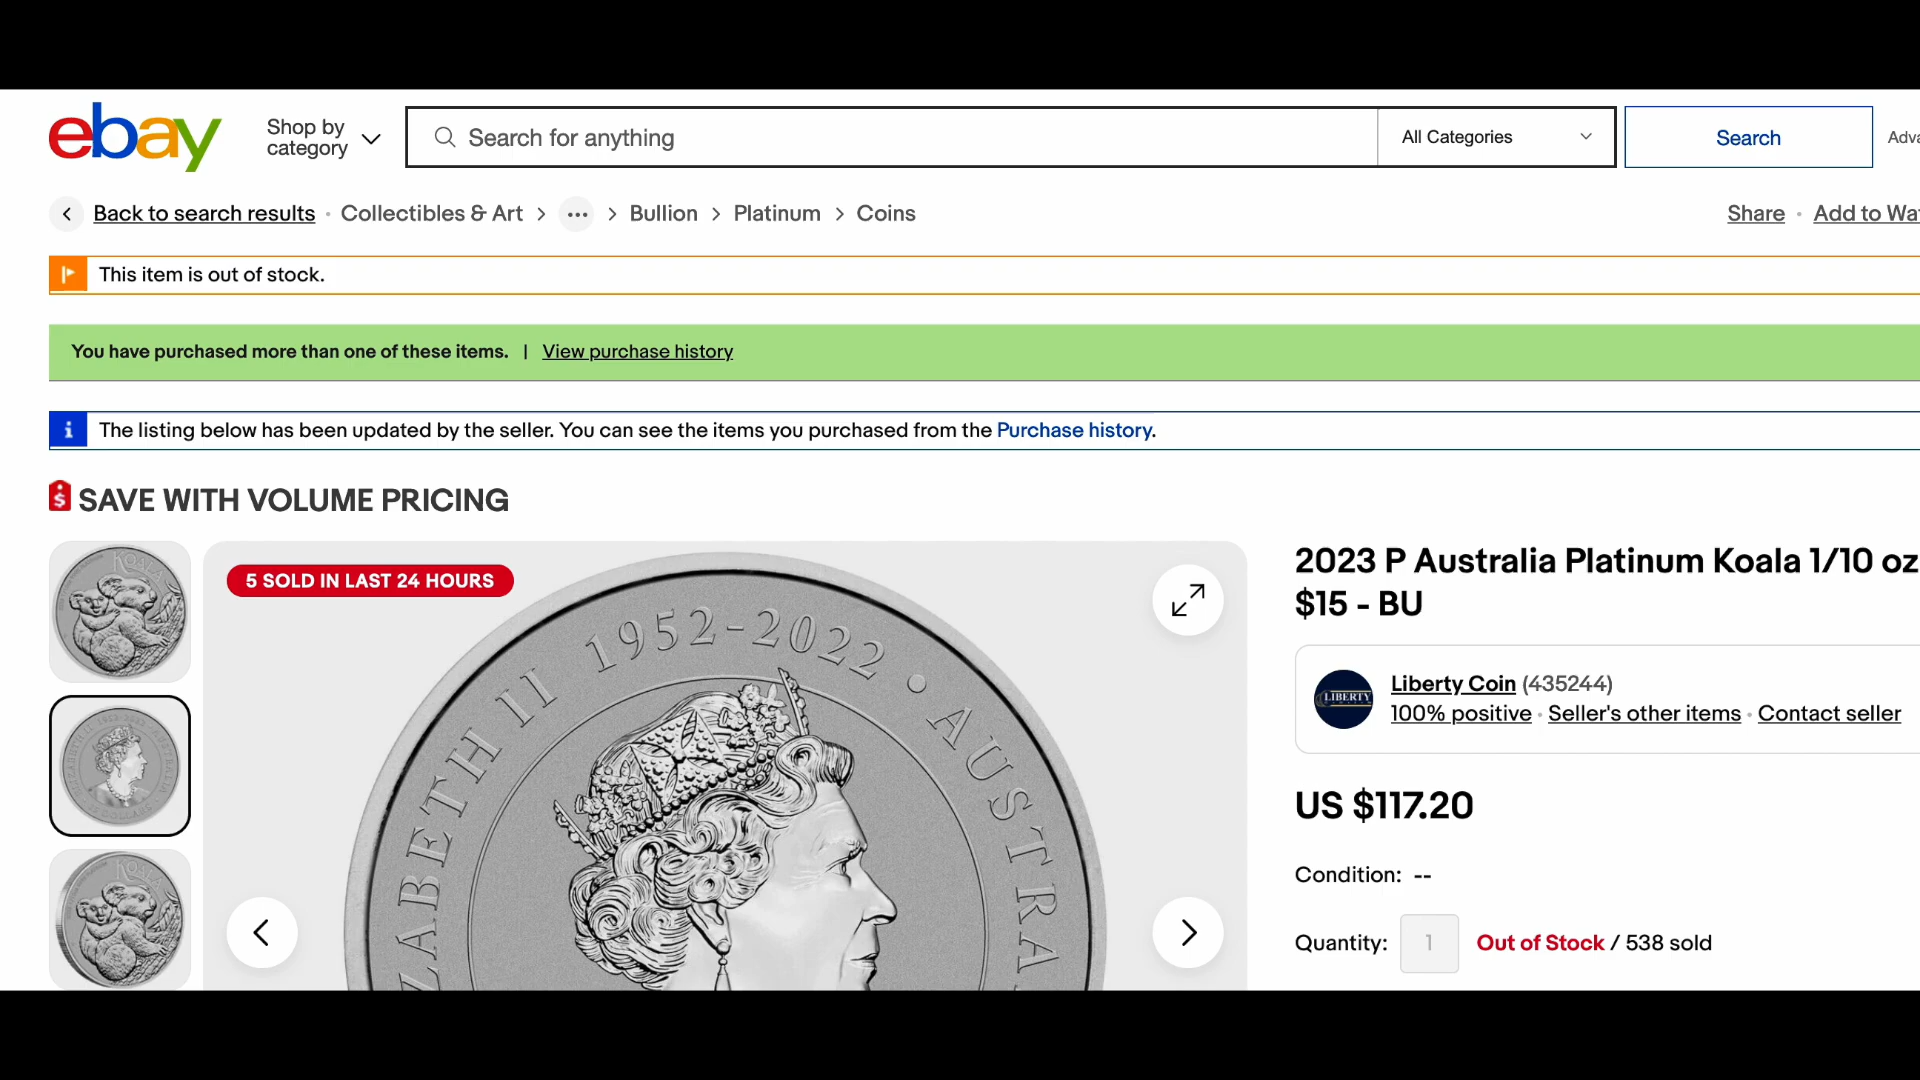 ebay
Shop by
category
Search for anything
All Categories
Search
Adva
Back to search results
Collectibles & Art
...
Bullion
Platinum
Coins
Share
Add to Wat
This item is out of stock.
You have purchased more than one of these items. | View purchase history
The listing below has been updated by the seller. You can see the items you purchased from the Purchase history.
SAVE WITH VOLUME PRICING
5 SOLD IN LAST 24 HOURS
ZABETH II 1952-2022 • AUSTRA
KOALA
KOALA
2023 P Australia Platinum Koala 1/10 oz
$15 - BU
LIBERTY
Liberty Coin (435244)
100% positive · Seller's other items · Contact seller
US $117.20
Condition: --
Quantity: 1 Out of Stock / 538 sold